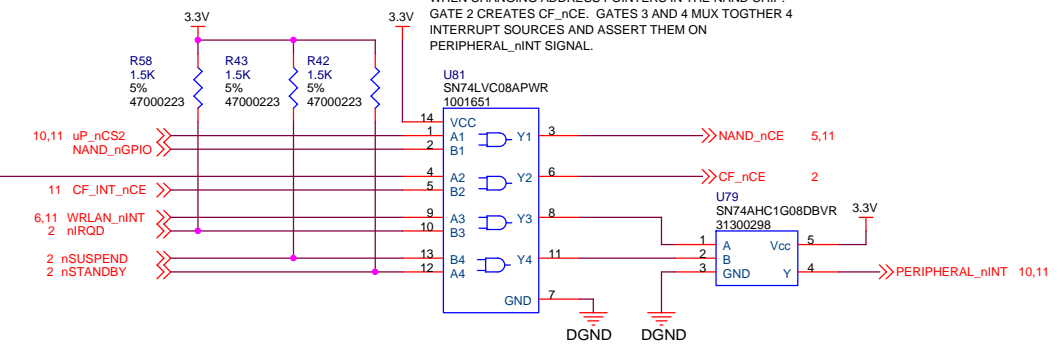 WHEN CHANGING ADDRESS POINTERS IN THE NAND CHIP.
GATE 2 CREATES CF_nCE. GATES 3 AND 4 MUX TOGTHER 4
INTERRUPT SOURCES AND ASSERT THEM ON
PERIPHERAL_nINT SIGNAL.
3.3V
3.3V
R58
1.5K
5%
47000223
R43
1.5K
5%
47000223
R42
1.5K
5%
47000223
U81
SN74LVC08APWR
1001651
14 VCC
10,11 uP_nCS2 1 A1 Y1 3 NAND_nCE 5,11
NAND_nGPIO 2 B1
4 A2 Y2 6 CF_nCE 2
11 CF_INT_nCE 5 B2
6,11 WRLAN_nINT 9 A3 Y3 8
2 nIRQD 10 B3
2 nSUSPEND 13 B4 Y4 11
2 nSTANDBY 12 A4
GND 7
DGND
U79
SN74AHC1G08DBVR
31300298
3.3V
1 A Vcc 5
2 B
3 GND Y 4 PERIPHERAL_nINT 10,11
DGND